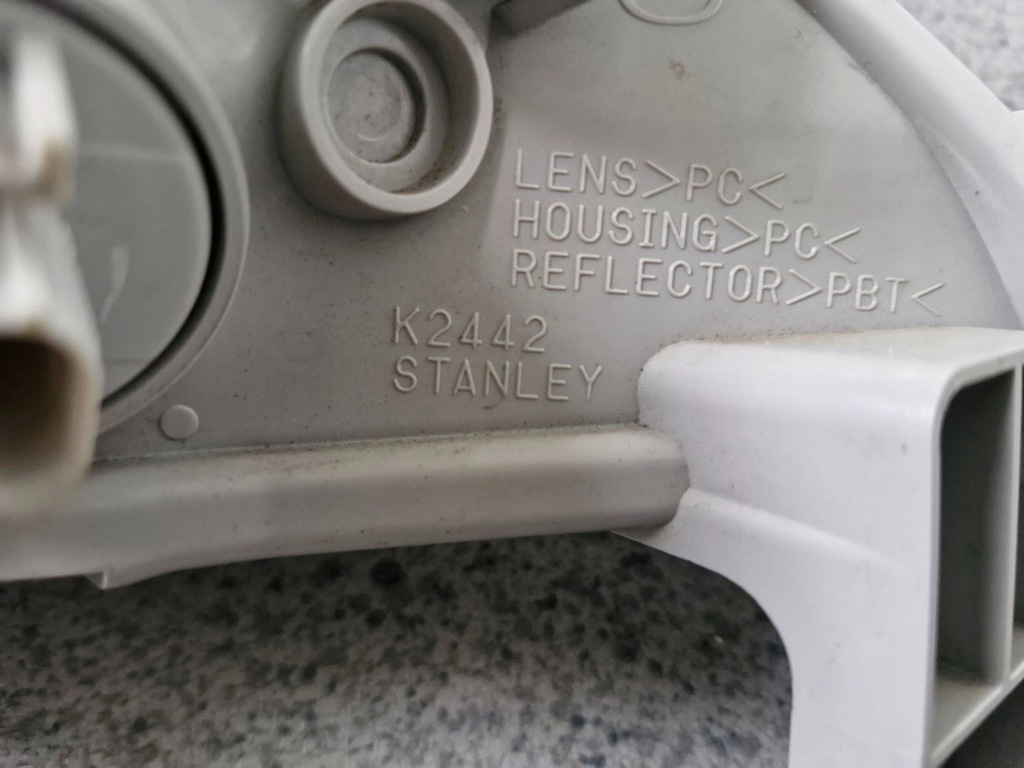 LENS>PC<
HOUSING>PC<
REFLECTOR>PBT<
K2442
STANLEY